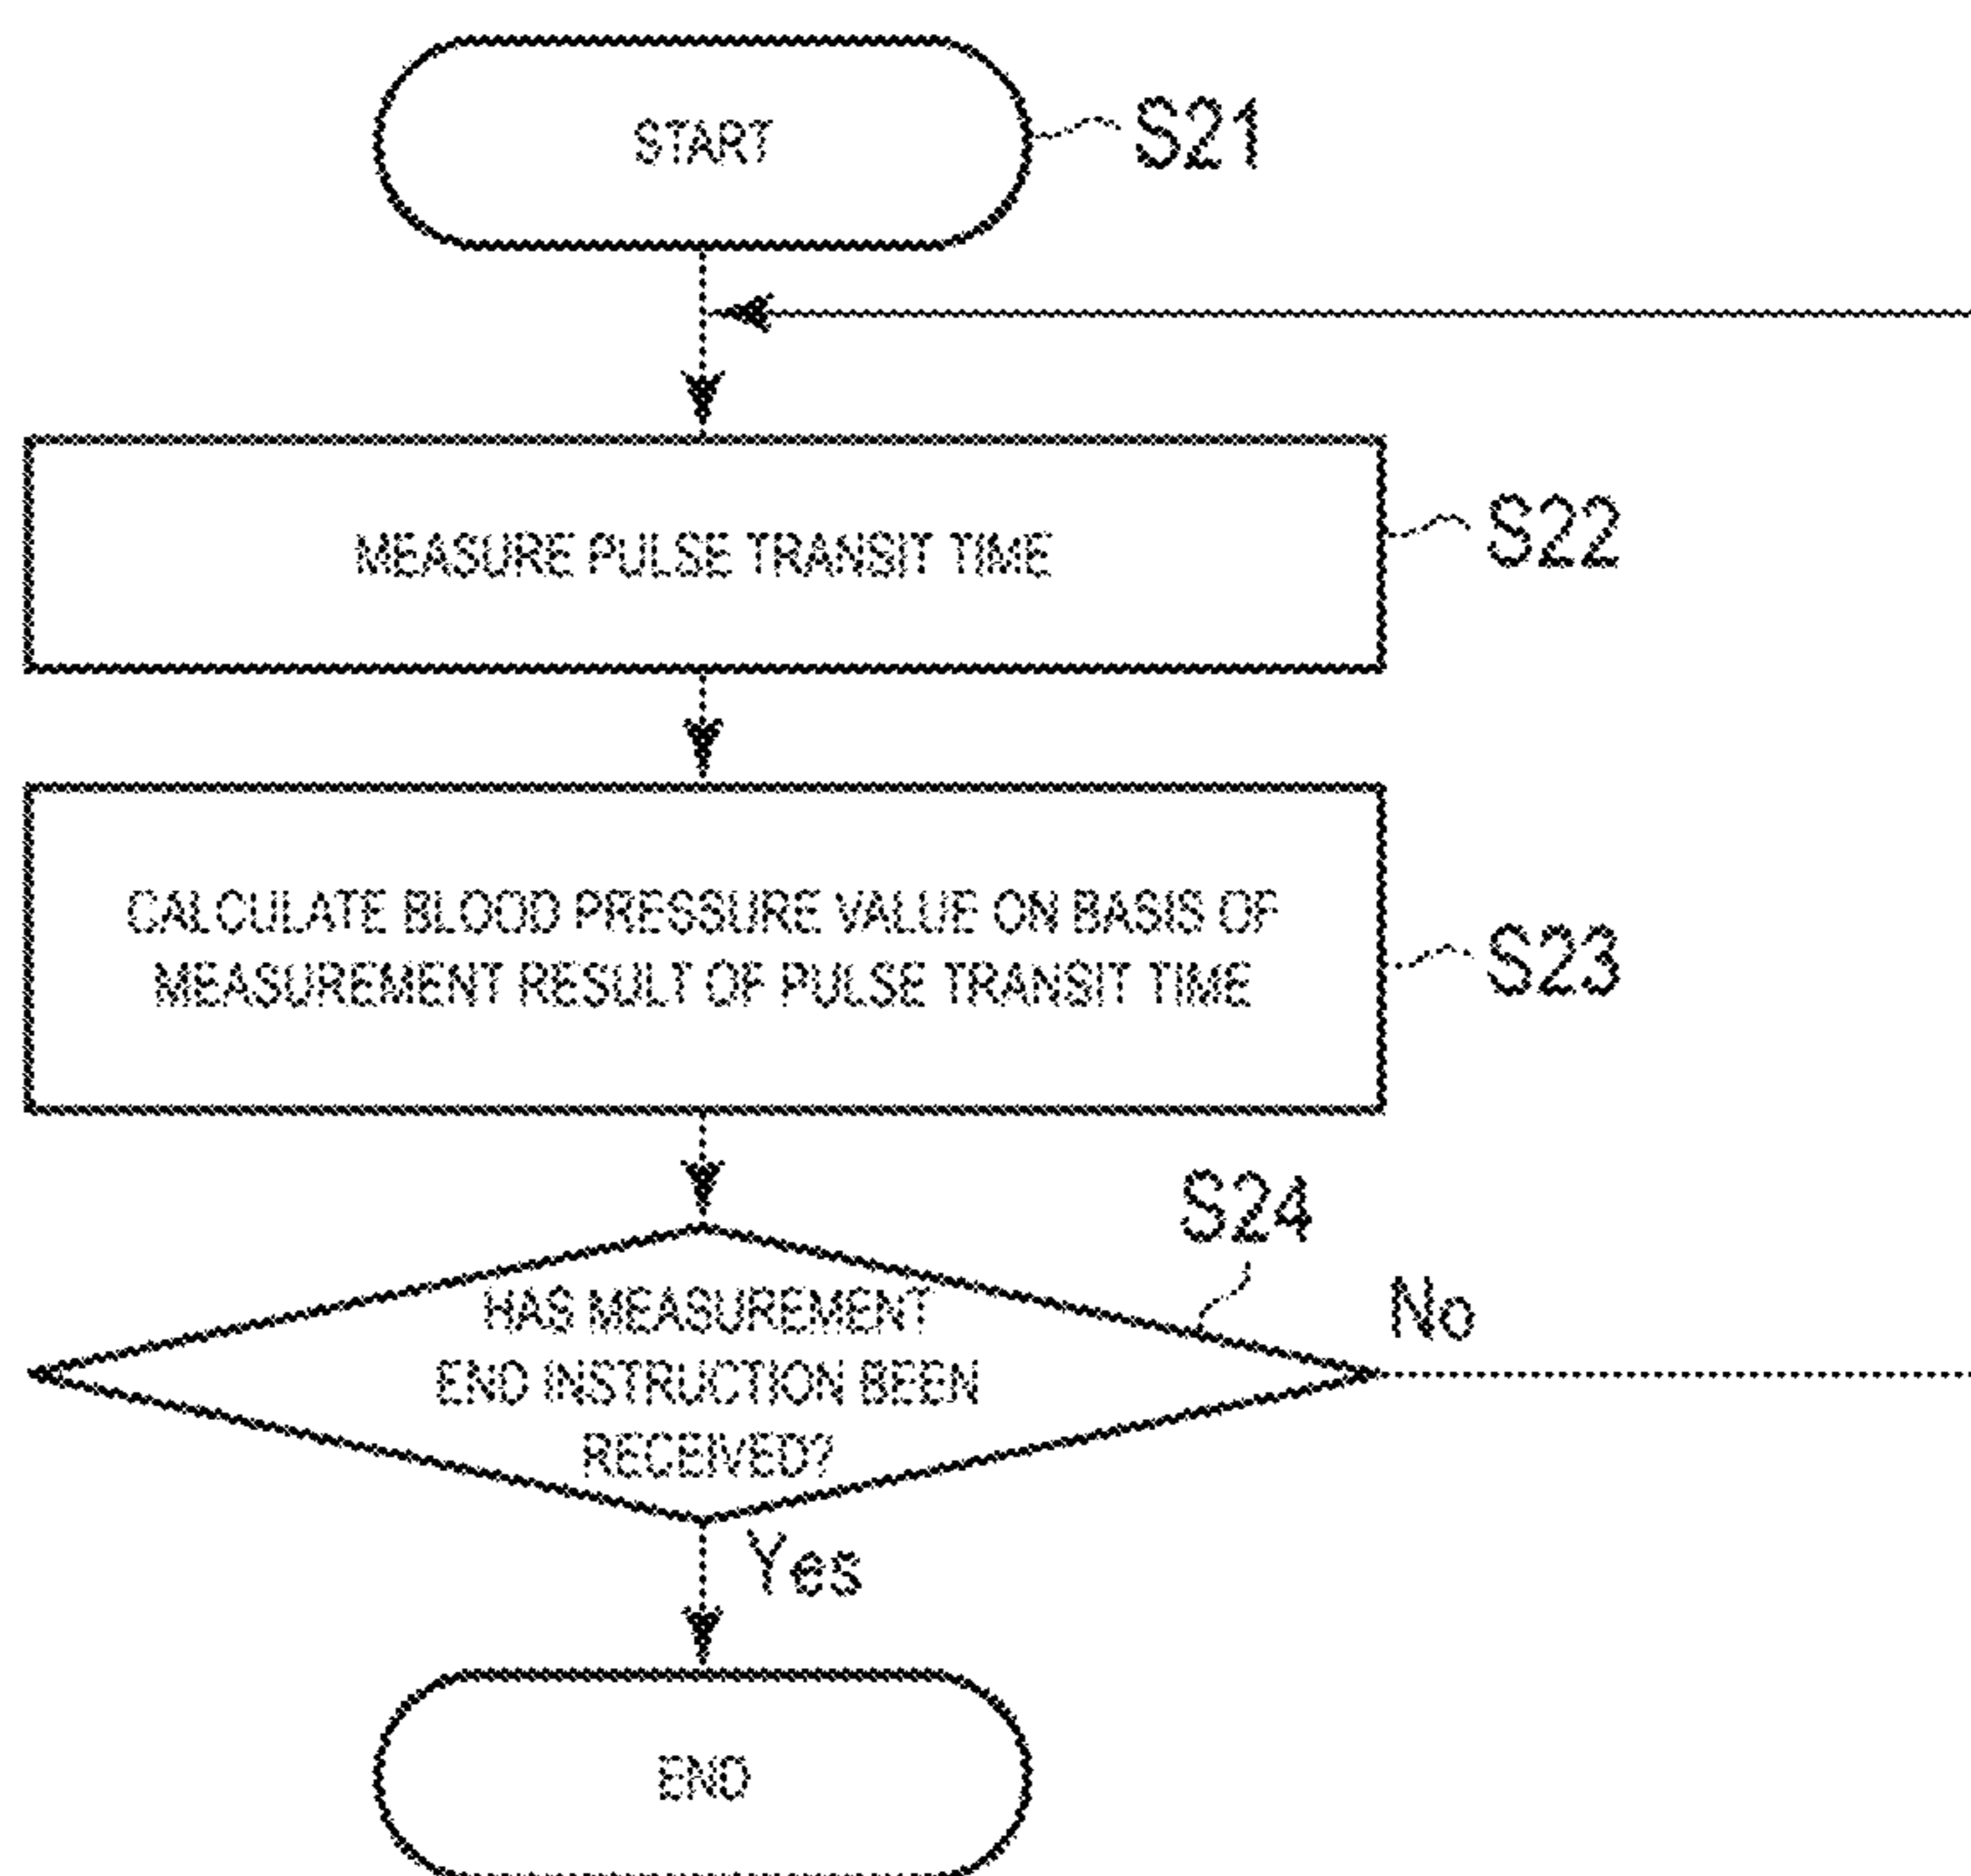 START
S21
MEASURE PULSE TRANSIT TIME
S22
CALCULATE BLOOD PRESSURE VALUE ON BASIS OF
MEASUREMENT RESULT OF PULSE TRANSIT TIME
S23
S24
HAS MEASUREMENT
END INSTRUCTION BEEN
RECEIVED?
No
Yes
END